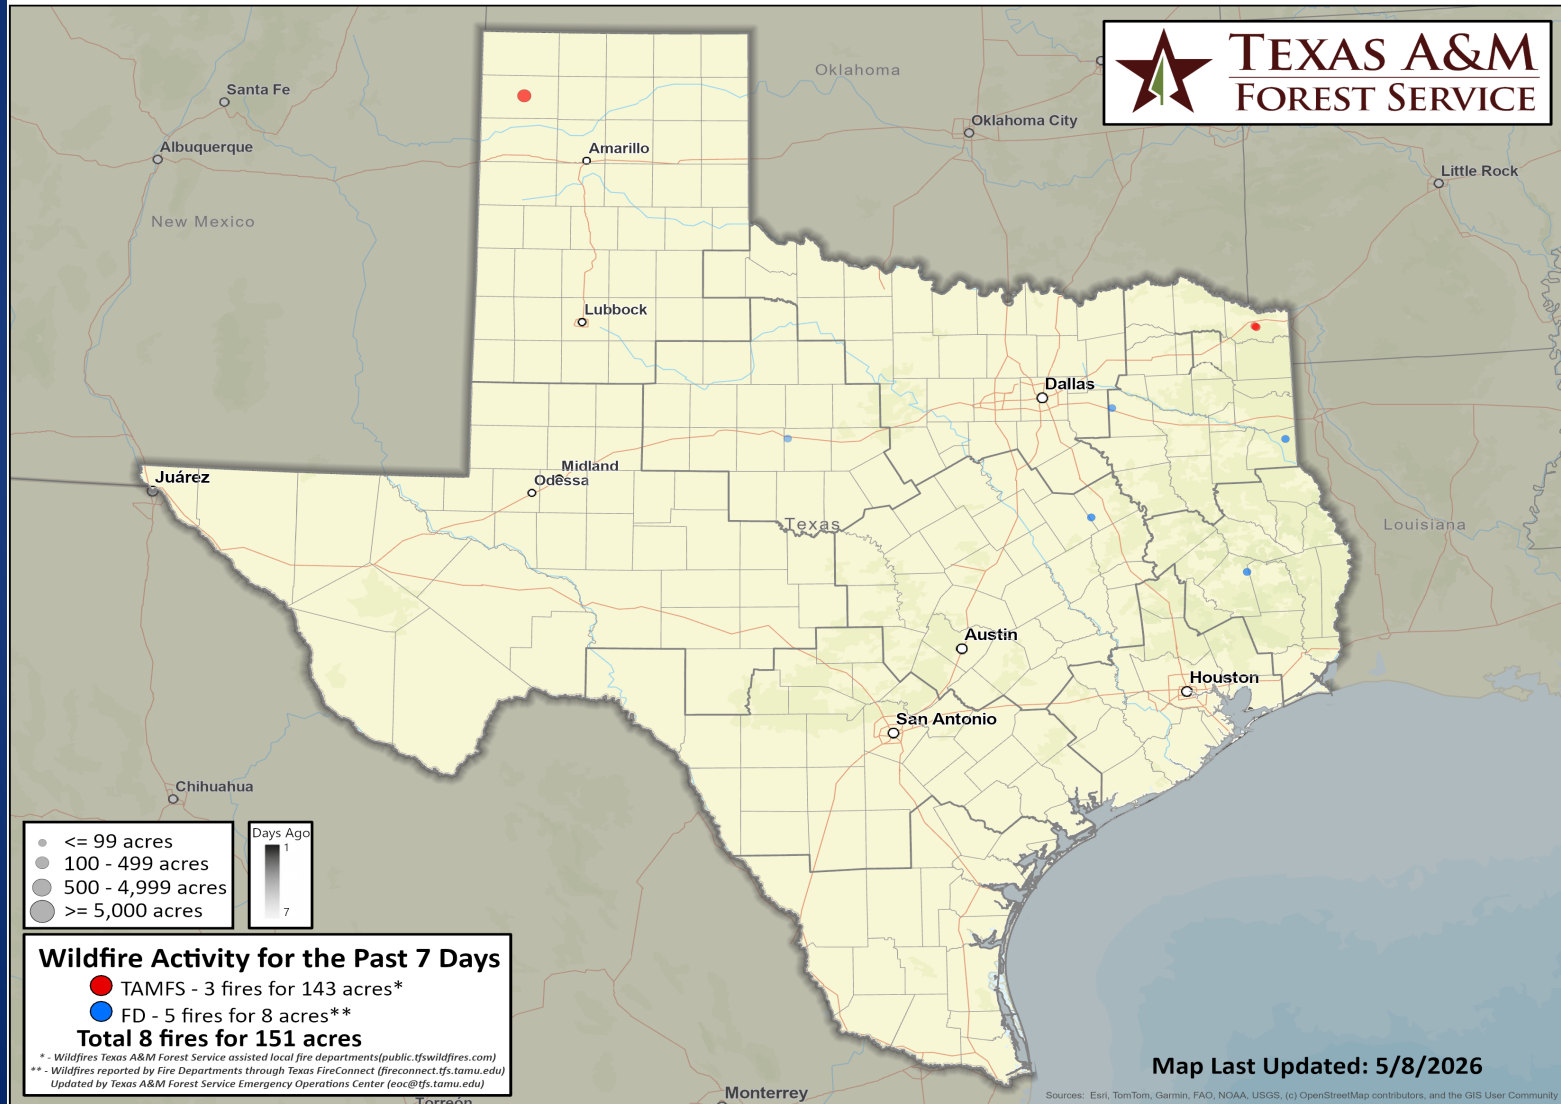 TEXAS A&M
FOREST SERVICE
Oklahoma
Santa Fe
Oklahoma City
Albuquerque
Amarillo
Little Rock
New Mexico
Lubbock
Dallas
Midland
Odessa
Juárez
Texas
Louisiana
Austin
Houston
San Antonio
Chihuahua
<= 99 acres
100 - 499 acres
500 - 4,999 acres
>= 5,000 acres
Days Ago
1
7
Wildfire Activity for the Past 7 Days
TAMFS - 3 fires for 143 acres*
FD - 5 fires for 8 acres**
Total 8 fires for 151 acres
* - Wildfires Texas A&M Forest Service assisted local fire departments(public.tfswildfires.com)
** - Wildfires reported by Fire Departments through Texas FireConnect (fireconnect.tfs.tamu.edu)
Updated by Texas A&M Forest Service Emergency Operations Center (eoc@tfs.tamu.edu)
Map Last Updated: 5/8/2026
Monterrey
Torreón
Sources: Esri, TomTom, Garmin, FAO, NOAA, USGS, (c) OpenStreetMap contributors, and the GIS User Community